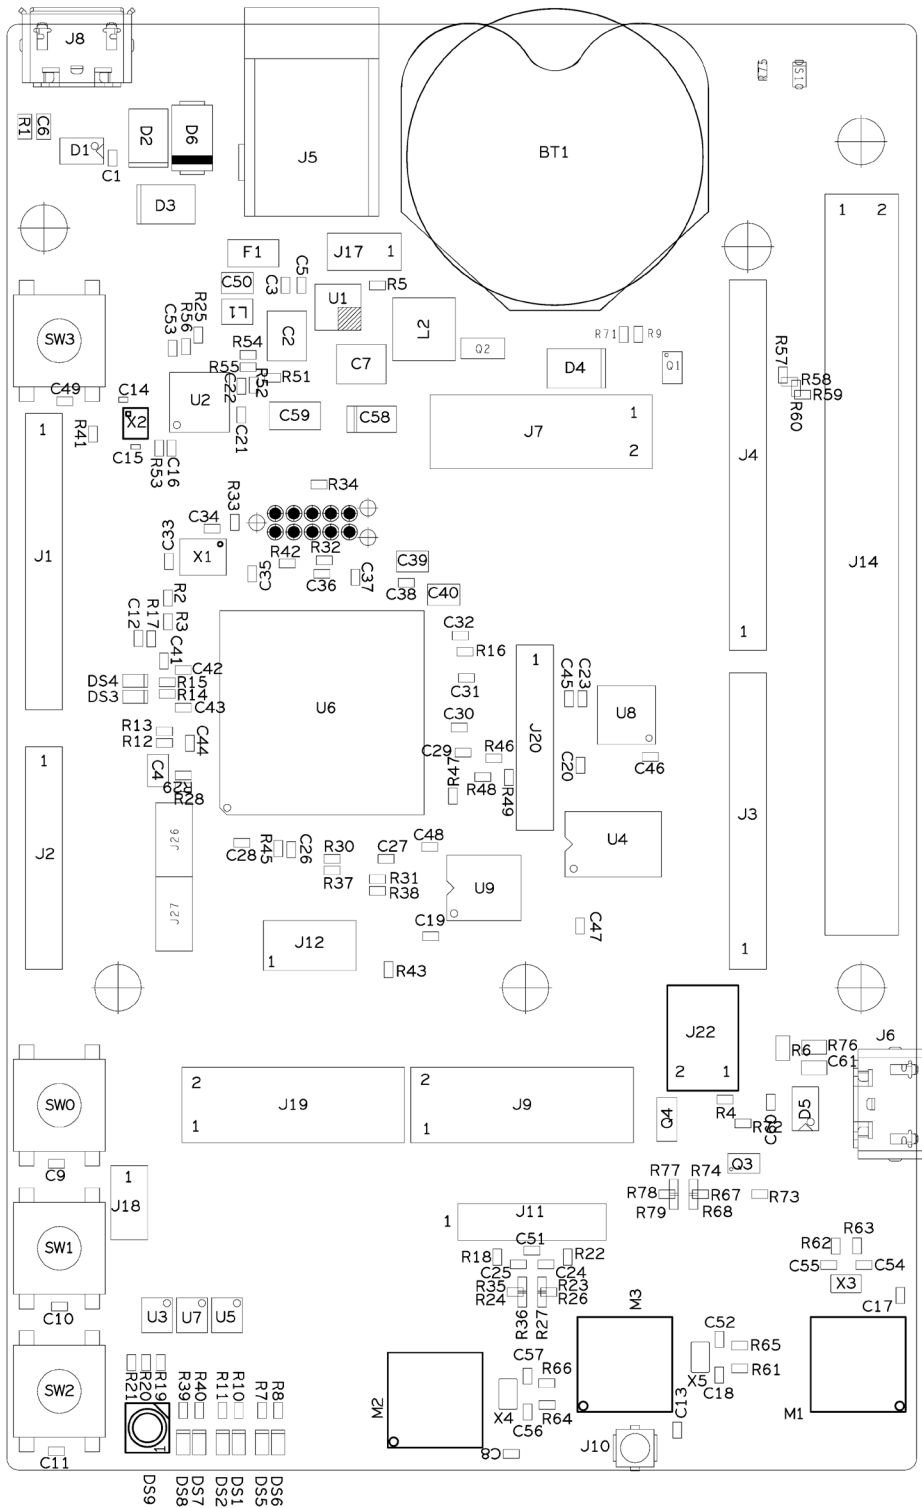 J8
R75
DS1
R1
C6
D2
D6
D1
C1
J5
BT1
D3
1 2
F1
J17 1
C50
C3
C5
R5
U1
L1
R25
R56
C53
C2
L2
SW3
R54
R55
C22
R52
R51
C7
Q2
R71
R9
Q1
D4
R57
R58
R59
R60
C49
C14
X2
U2
C59
C58
C21
1
J7
2
1
R41
C15
R53
C16
J4
R34
R33
C34
J1
C33
X1
R42
R32
C35
C36
C37
C39
C38
C40
J14
R2
R3
C12
R17
C41
C32
R16
1
1
DS4
DS3
C42
R15
R14
C43
C31
C45
C23
U6
U8
R13
R12
C44
C30
J20
C29
R46
C46
C20
1
C4
R29
R28
R47
R48
R49
J26
J3
U4
J2
C28
R45
C26
R30
R37
C27
C48
R31
R38
U9
J27
C19
C47
J12
1
R43
1
J22
2 1
R6
R76
C61
J6
SW0
2
1
J19
2
1
J9
Q4
R4
R72
C60
D5
C9
Q3
1
J18
R77
R74
R78
R67
R79
R68
R73
J11
1
SW1
R18
C51
R22
C25
C24
R35
R24
R23
R26
R36
R27
R62
R63
C55
C54
X3
C17
C10
U3
U7
U5
M3
C52
R65
X5
R61
C18
SW2
R21
R20
R19
R39
R40
R11
R10
R7
R8
M2
C57
R66
X4
R64
C56
C13
M1
1
J10
C8
C11
DS9
DS8
DS7
DS2
DS1
DS5
DS6